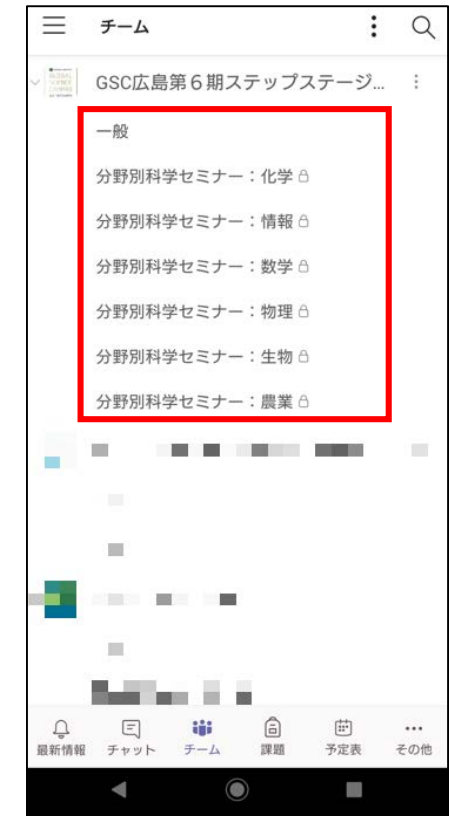 チーム
GSC広島第6期ステップステージ...
一般
分野別科学セミナー：化学
分野別科学セミナー：情報
分野別科学セミナー：数学
分野別科学セミナー：物理
分野別科学セミナー：生物
分野別科学セミナー：農業
最新情報 チャット チーム 課題 予定表 その他